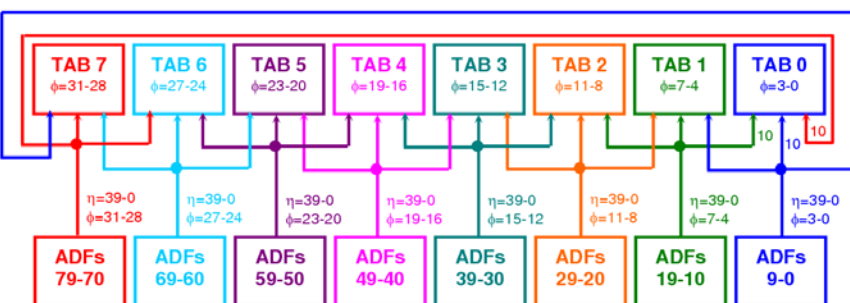 TAB 7
ϕ=31-28
TAB 6
ϕ=27-24
TAB 5
ϕ=23-20
TAB 4
ϕ=19-16
TAB 3
ϕ=15-12
TAB 2
ϕ=11-8
TAB 1
ϕ=7-4
TAB 0
ϕ=3-0
10
10
10
η=39-0
ϕ=31-28
η=39-0
ϕ=27-24
η=39-0
ϕ=23-20
η=39-0
ϕ=19-16
η=39-0
ϕ=15-12
η=39-0
ϕ=11-8
η=39-0
ϕ=7-4
η=39-0
ϕ=3-0
ADFs
79-70
ADFs
69-60
ADFs
59-50
ADFs
49-40
ADFs
39-30
ADFs
29-20
ADFs
19-10
ADFs
9-0